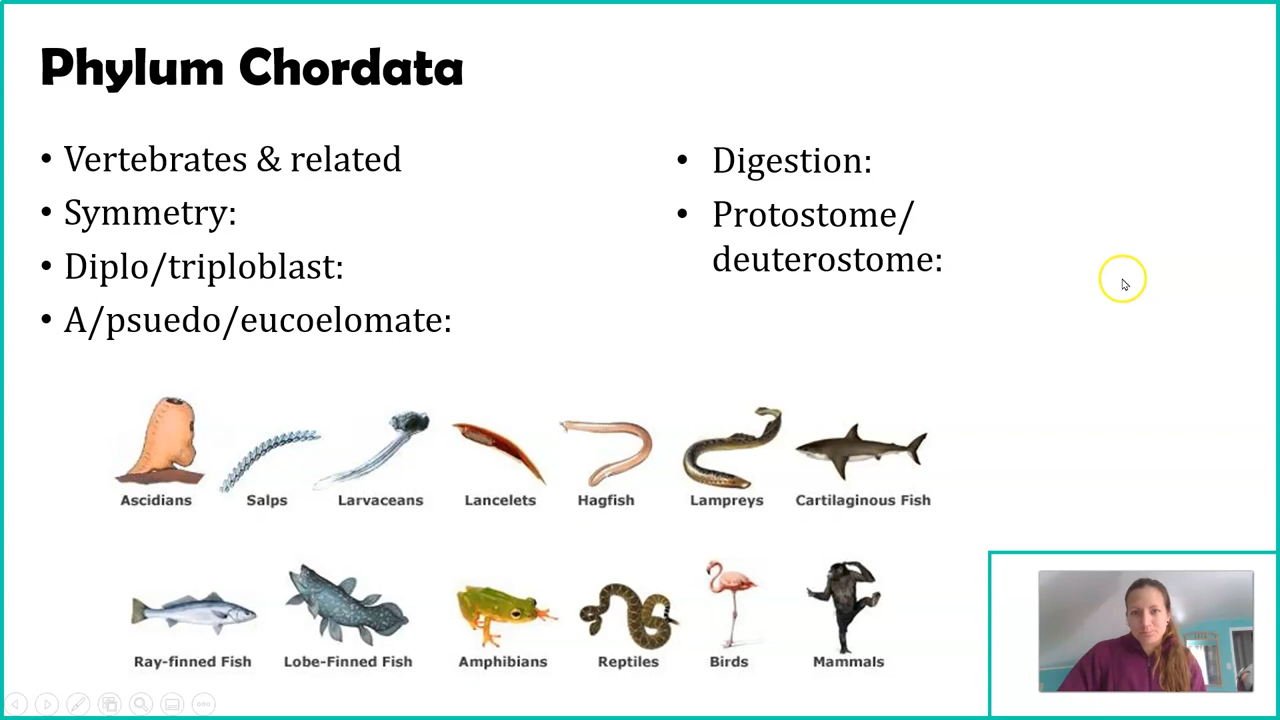 Phylum Chordata
• Vertebrates & related
• Symmetry:
• Diplo/triploblast:
• A/psuedo/eucoelomate:
• Digestion:
• Protostome/
deuterostome:
Ascidians Salps Larvaceans Lancelets Hagfish Lampreys Cartilaginous Fish
Ray-finned Fish Lobe-Finned Fish Amphibians Reptiles Birds Mammals